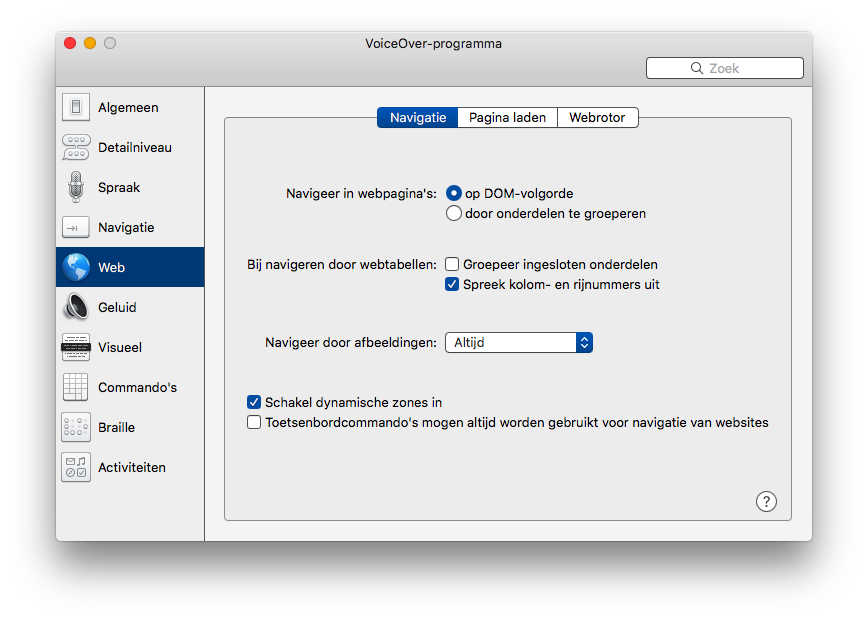 VoiceOver-programma
Zoek
Algemeen
Detailniveau
Spraak
Navigatie
Web
Geluid
Visueel
Commando's
Braille
Activiteiten
Navigatie Pagina laden Webrotor
Navigeer in webpagina's: op DOM-volgorde
door onderdelen te groeperen
Bij navigeren door webtabellen: Groepeer ingesloten onderdelen
Spreek kolom- en rijnummers uit
Navigeer door afbeeldingen: Altijd
Schakel dynamische zones in
Toetsenbordcommando's mogen altijd worden gebruikt voor navigatie van websites
?